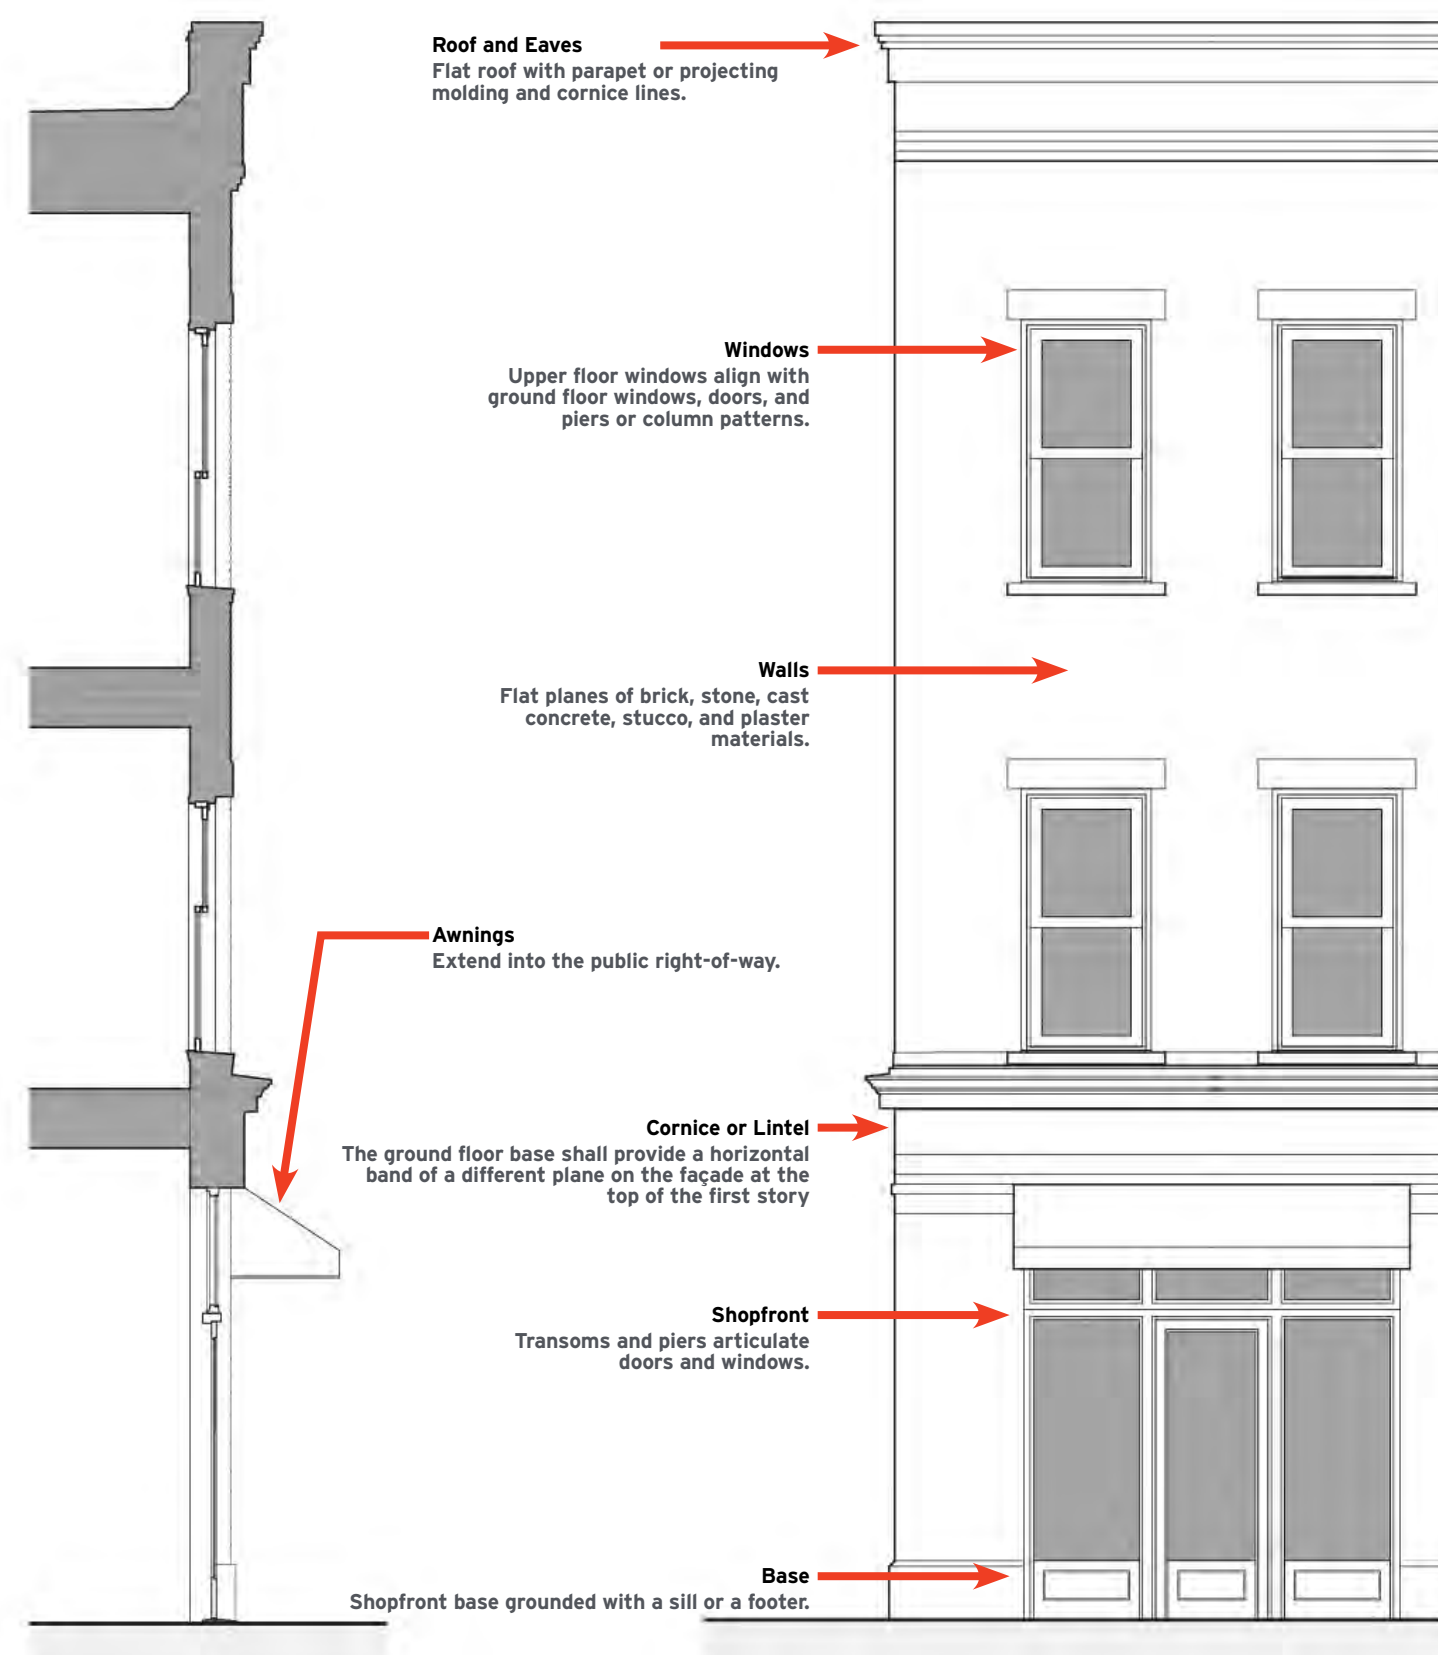 Roof and Eaves
Flat roof with parapet or projecting
molding and cornice lines.
Windows
Upper floor windows align with
ground floor windows, doors, and
piers or column patterns.
Walls
Flat planes of brick, stone, cast
concrete, stucco, and plaster
materials.
Awnings
Extend into the public right-of-way.
Cornice or Lintel
The ground floor base shall provide a horizontal
band of a different plane on the façade at the
top of the first story
Shopfront
Transoms and piers articulate
doors and windows.
Base
Shopfront base grounded with a sill or a footer.